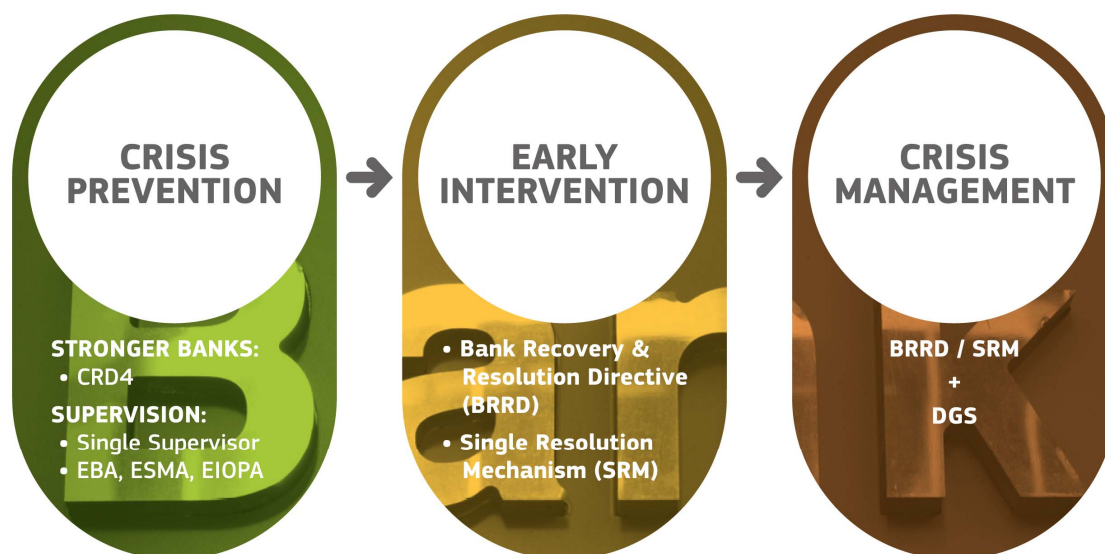 CRISIS
PREVENTION
STRONGER BANKS:
• CRD4
SUPERVISION:
• Single Supervisor
• EBA, ESMA, EIOPA
EARLY
INTERVENTION
• Bank Recovery &
Resolution Directive
(BRRD)
• Single Resolution
Mechanism (SRM)
CRISIS
MANAGEMENT
BRRD / SRM
+
DGS
Bank